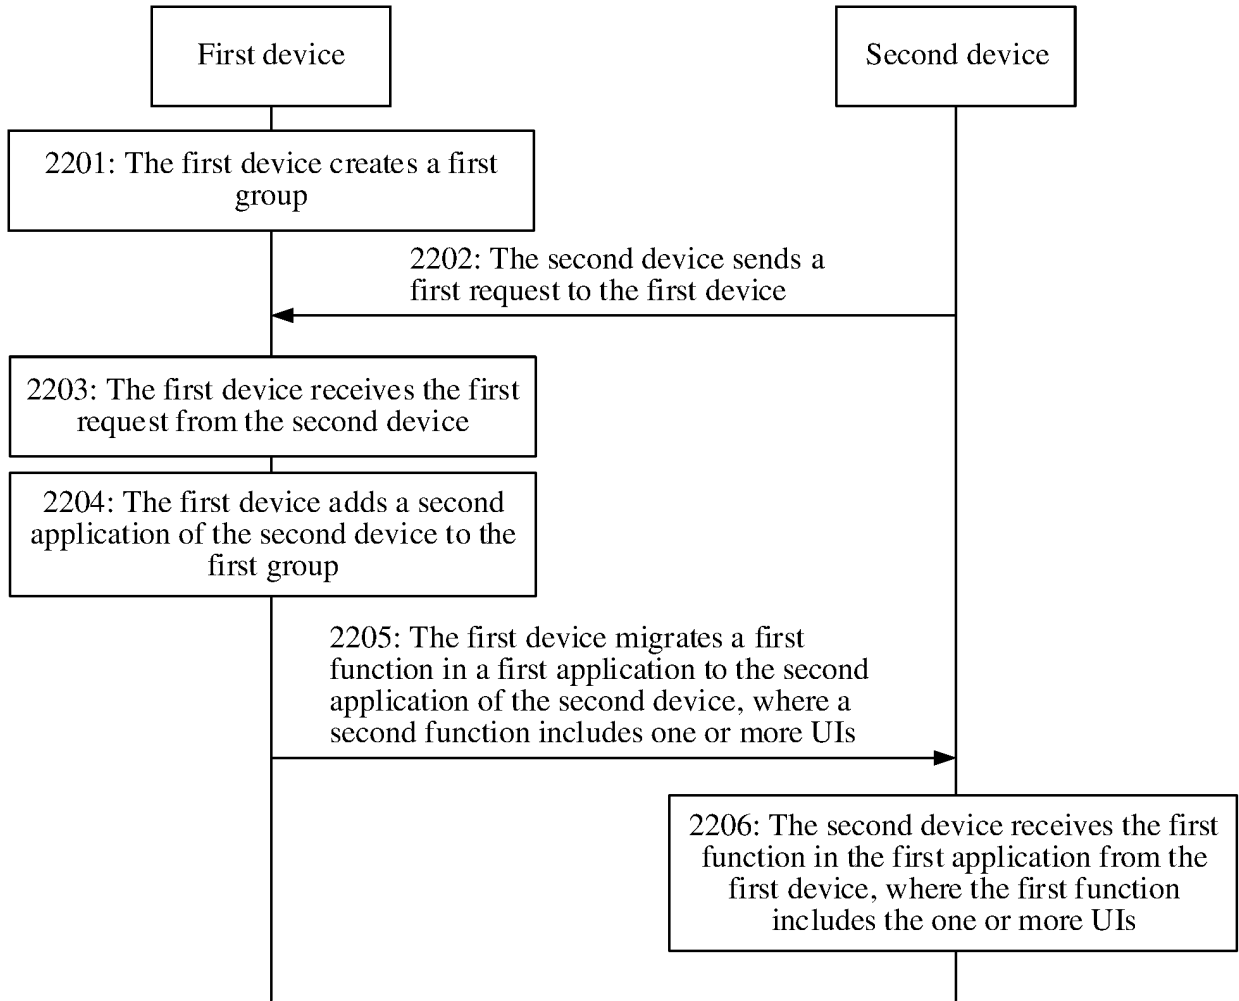 First device
Second device
2201: The first device creates a first
group
2202: The second device sends a
first request to the first device
2203: The first device receives the first
request from the second device
2204: The first device adds a second
application of the second device to the
first group
2205: The first device migrates a first
function in a first application to the second
application of the second device, where a
second function includes one or more UIs
2206: The second device receives the first
function in the first application from the
first device, where the first function
includes the one or more UIs